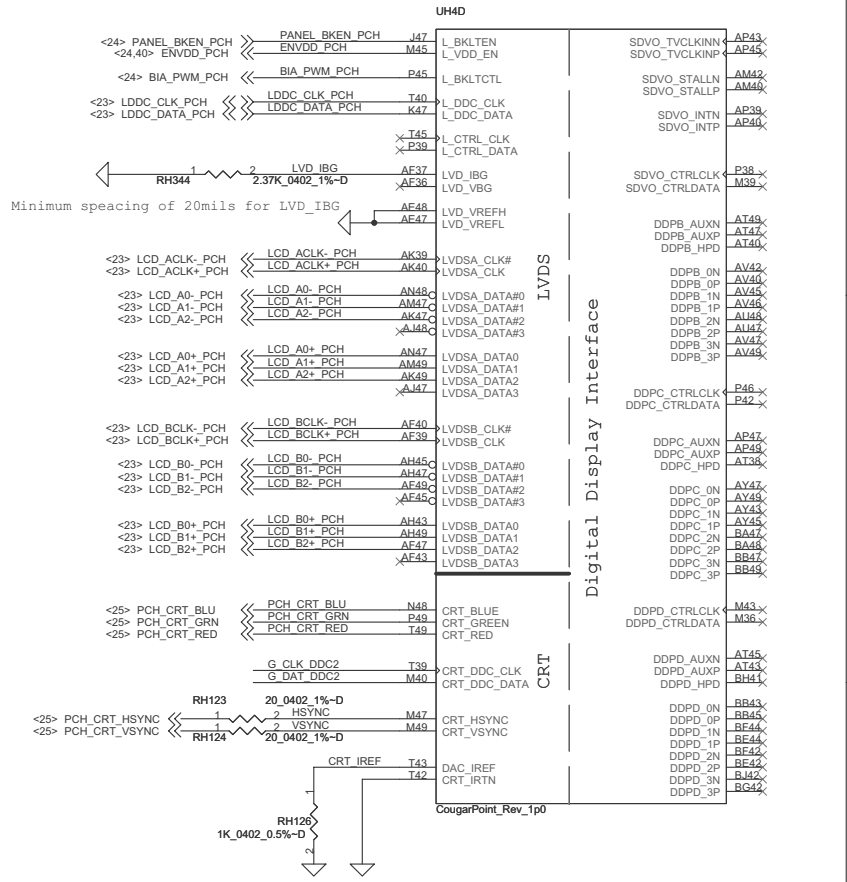 UH4D
<24> PANEL_BKEN_PCH PANEL_BKEN_PCH J47 L_BKLTEN
<24,40> ENVDD_PCH ENVDD_PCH M45 L_VDD_EN
<24> BIA_PWM_PCH BIA_PWM_PCH P45 L_BKLTCTL
<23> LDDC_CLK_PCH LDDC_CLK_PCH T40 L_DDC_CLK
<23> LDDC_DATA_PCH LDDC_DATA_PCH K47 L_DDC_DATA
T45 L_CTRL_CLK
P39 L_CTRL_DATA
RH344 1 2 2.37K_0402_1%~D LVD_IBG AF37 LVD_IBG
AF36 LVD_VBG
Minimum speacing of 20mils for LVD_IBG
AE48 LVD_VREFH
AE47 LVD_VREFL
<23> LCD_ACLK-_PCH LCD_ACLK-_PCH AK39 LVDSA_CLK#
<23> LCD_ACLK+_PCH LCD_ACLK+_PCH AK40 LVDSA_CLK
<23> LCD_A0-_PCH LCD_A0-_PCH AN48 LVDSA_DATA#0
<23> LCD_A1-_PCH LCD_A1-_PCH AM47 LVDSA_DATA#1
<23> LCD_A2-_PCH LCD_A2-_PCH AK47 LVDSA_DATA#2
AJ48 LVDSA_DATA#3
<23> LCD_A0+_PCH LCD_A0+_PCH AN47 LVDSA_DATA0
<23> LCD_A1+_PCH LCD_A1+_PCH AM49 LVDSA_DATA1
<23> LCD_A2+_PCH LCD_A2+_PCH AK49 LVDSA_DATA2
AJ47 LVDSA_DATA3
<23> LCD_BCLK-_PCH LCD_BCLK-_PCH AF40 LVDSB_CLK#
<23> LCD_BCLK+_PCH LCD_BCLK+_PCH AF39 LVDSB_CLK
<23> LCD_B0-_PCH LCD_B0-_PCH AH45 LVDSB_DATA#0
<23> LCD_B1-_PCH LCD_B1-_PCH AH47 LVDSB_DATA#1
<23> LCD_B2-_PCH LCD_B2-_PCH AF49 LVDSB_DATA#2
AF45 LVDSB_DATA#3
<23> LCD_B0+_PCH LCD_B0+_PCH AH43 LVDSB_DATA0
<23> LCD_B1+_PCH LCD_B1+_PCH AH49 LVDSB_DATA1
<23> LCD_B2+_PCH LCD_B2+_PCH AF47 LVDSB_DATA2
AF43 LVDSB_DATA3
<25> PCH_CRT_BLU PCH_CRT_BLU N48 CRT_BLUE
<25> PCH_CRT_GRN PCH_CRT_GRN P49 CRT_GREEN
<25> PCH_CRT_RED PCH_CRT_RED T49 CRT_RED
G_CLK_DDC2 T39 CRT_DDC_CLK
G_DAT_DDC2 M40 CRT_DDC_DATA
RH123 20_0402_1%~D
<25> PCH_CRT_HSYNC 1 2 HSYNC M47 CRT_HSYNC
<25> PCH_CRT_VSYNC 1 2 VSYNC M49 CRT_VSYNC
RH124 20_0402_1%~D
CRT_IREF T43 DAC_IREF
T42 CRT_IRTN
1
RH126
1K_0402_0.5%~D
2
LVDS
CRT
Digital Display Interface
SDVO_TVCLKINN AP43
SDVO_TVCLKINP AP45
SDVO_STALLN AM42
SDVO_STALLP AM40
SDVO_INTN AP39
SDVO_INTP AP40
SDVO_CTRLCLK P38
SDVO_CTRLDATA M39
DDPB_AUXN AT49
DDPB_AUXP AT47
DDPB_HPD AT40
DDPB_0N AV42
DDPB_0P AV40
DDPB_1N AV45
DDPB_1P AV46
DDPB_2N AU48
DDPB_2P AU47
DDPB_3N AV47
DDPB_3P AV49
DDPC_CTRLCLK P46
DDPC_CTRLDATA P42
DDPC_AUXN AP47
DDPC_AUXP AP49
DDPC_HPD AT38
DDPC_0N AY47
DDPC_0P AY49
DDPC_1N AY43
DDPC_1P AY45
DDPC_2N BA47
DDPC_2P BA48
DDPC_3N BB47
DDPC_3P BB49
DDPD_CTRLCLK M43
DDPD_CTRLDATA M36
DDPD_AUXN AT45
DDPD_AUXP AT43
DDPD_HPD BH41
DDPD_0N BB43
DDPD_0P BB45
DDPD_1N BF44
DDPD_1P BE44
DDPD_2N BF42
DDPD_2P BE42
DDPD_3N BJ42
DDPD_3P BG42
CougarPoint_Rev_1p0